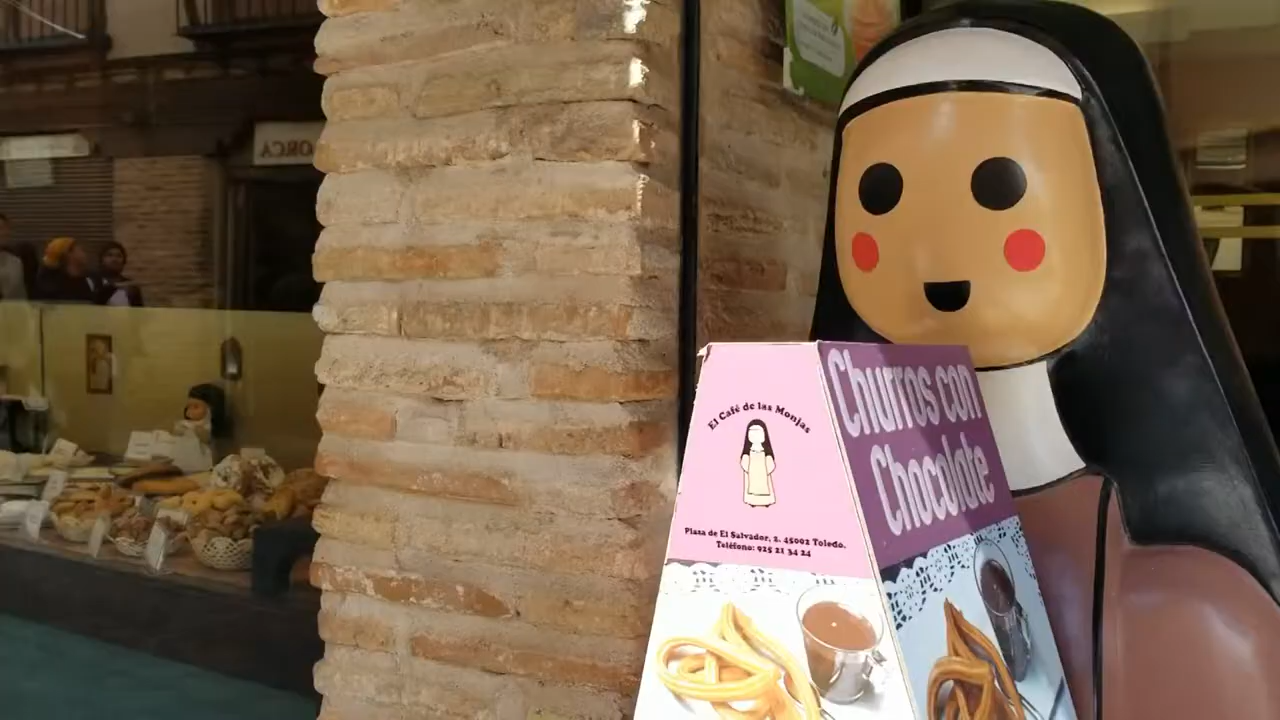 ORCA
El Café de las Monjas
Plaza de El Salvador, 2. 45002 Toledo.
Teléfono: 925 21 34 24
Churros con
Chocolate